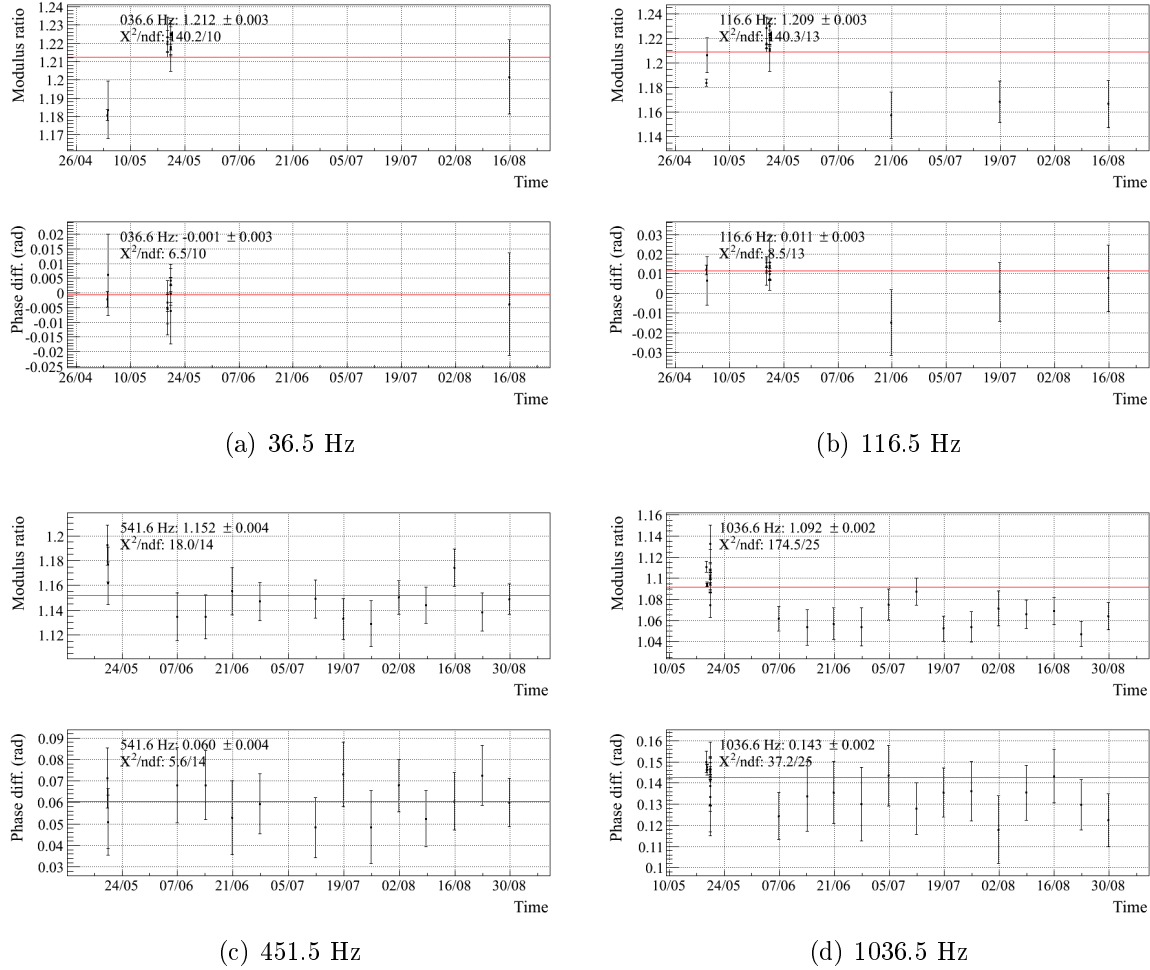 Modulus ratio
036.6 Hz: 1.212 ± 0.003
X²/ndf: 140.2/10
1.24
1.23
1.22
1.21
1.2
1.19
1.18
1.17
26/04 10/05 24/05 07/06 21/06 05/07 19/07 02/08 16/08
Time
Phase diff. (rad)
036.6 Hz: -0.001 ± 0.003
X²/ndf: 6.5/10
0.02
0.015
0.01
0.005
0
-0.005
-0.01
-0.015
-0.02
-0.025
26/04 10/05 24/05 07/06 21/06 05/07 19/07 02/08 16/08
Time
(a) 36.5 Hz
Modulus ratio
116.6 Hz: 1.209 ± 0.003
X²/ndf: 140.3/13
1.24
1.22
1.2
1.18
1.16
1.14
26/04 10/05 24/05 07/06 21/06 05/07 19/07 02/08 16/08
Time
Phase diff. (rad)
116.6 Hz: 0.011 ± 0.003
X²/ndf: 8.5/13
0.03
0.02
0.01
0
-0.01
-0.02
-0.03
26/04 10/05 24/05 07/06 21/06 05/07 19/07 02/08 16/08
Time
(b) 116.5 Hz
Modulus ratio
541.6 Hz: 1.152 ± 0.004
X²/ndf: 18.0/14
1.2
1.18
1.16
1.14
1.12
24/05 07/06 21/06 05/07 19/07 02/08 16/08 30/08
Time
Phase diff. (rad)
541.6 Hz: 0.060 ± 0.004
X²/ndf: 5.6/14
0.09
0.08
0.07
0.06
0.05
0.04
0.03
24/05 07/06 21/06 05/07 19/07 02/08 16/08 30/08
Time
(c) 451.5 Hz
Modulus ratio
1036.6 Hz: 1.092 ± 0.002
X²/ndf: 174.5/25
1.16
1.14
1.12
1.1
1.08
1.06
1.04
10/05 24/05 07/06 21/06 05/07 19/07 02/08 16/08 30/08
Time
Phase diff. (rad)
1036.6 Hz: 0.143 ± 0.002
X²/ndf: 37.2/25
0.16
0.15
0.14
0.13
0.12
0.11
0.1
10/05 24/05 07/06 21/06 05/07 19/07 02/08 16/08 30/08
Time
(d) 1036.5 Hz